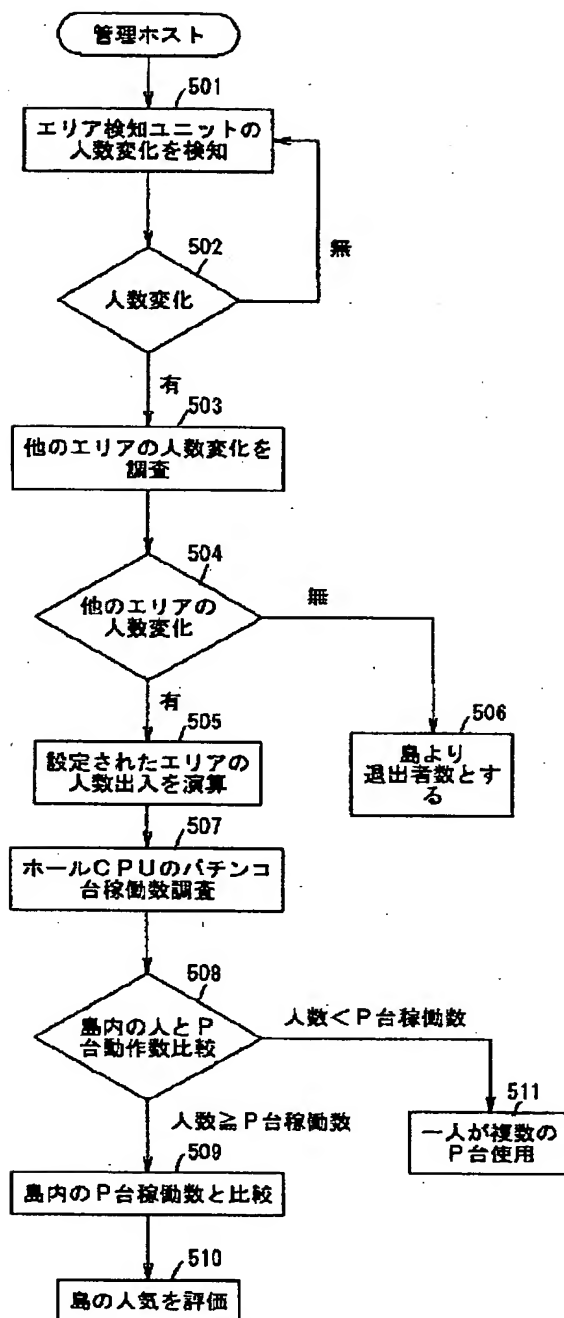 管理ホスト
501
エリア検知ユニットの
人数変化を検知
502
無
人数変化
有
503
他のエリアの人数変化を
調査
504
他のエリアの
人数変化
無
有
505
設定されたエリアの
人数出入を演算
506
島より
退出者数とす
る
507
ホールCPUのパチンコ
台稼働数調査
508
島内の人とP
台動作数比較
人数<P台稼働数
人数≧P台稼働数
511
一人が複数の
P台使用
509
島内のP台稼働数と比較
510
島の人気を評価